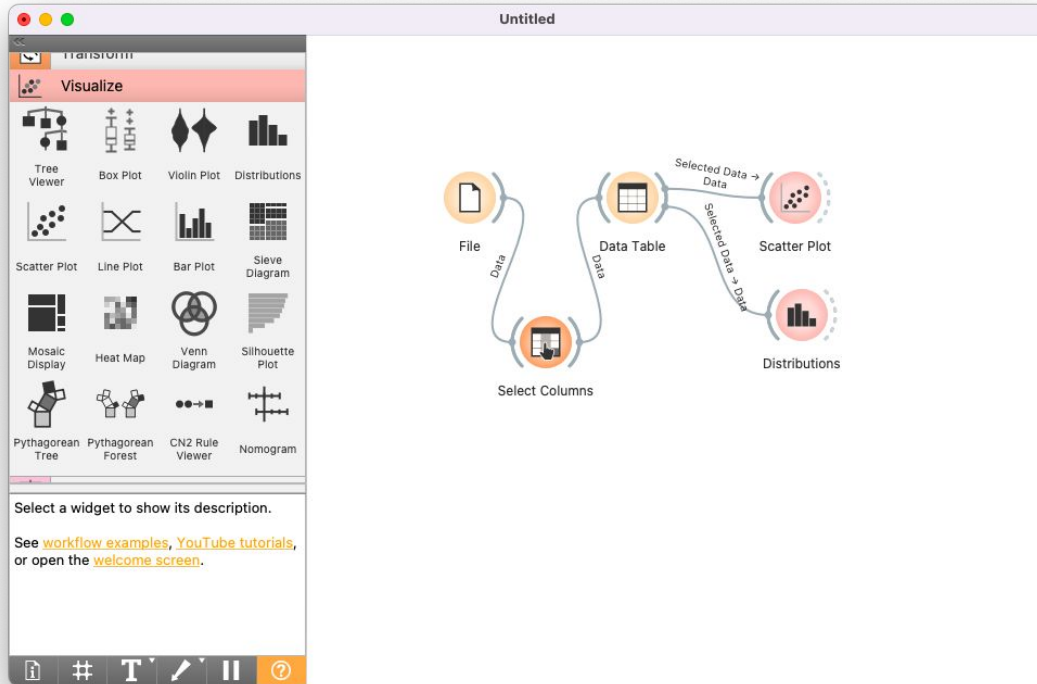 Untitled
Transform
Visualize
Tree
Viewer
Box Plot
Violin Plot
Distributions
Scatter Plot
Line Plot
Bar Plot
Sieve
Diagram
Mosaic
Display
Heat Map
Venn
Diagram
Silhouette
Plot
Pythagorean
Tree
Pythagorean
Forest
CN2 Rule
Viewer
Nomogram
Select a widget to show its description.
See workflow examples, YouTube tutorials,
or open the welcome screen.
File
Data
Select Columns
Data
Data Table
Selected Data →
Data
Scatter Plot
Selected Data → Data
Distributions